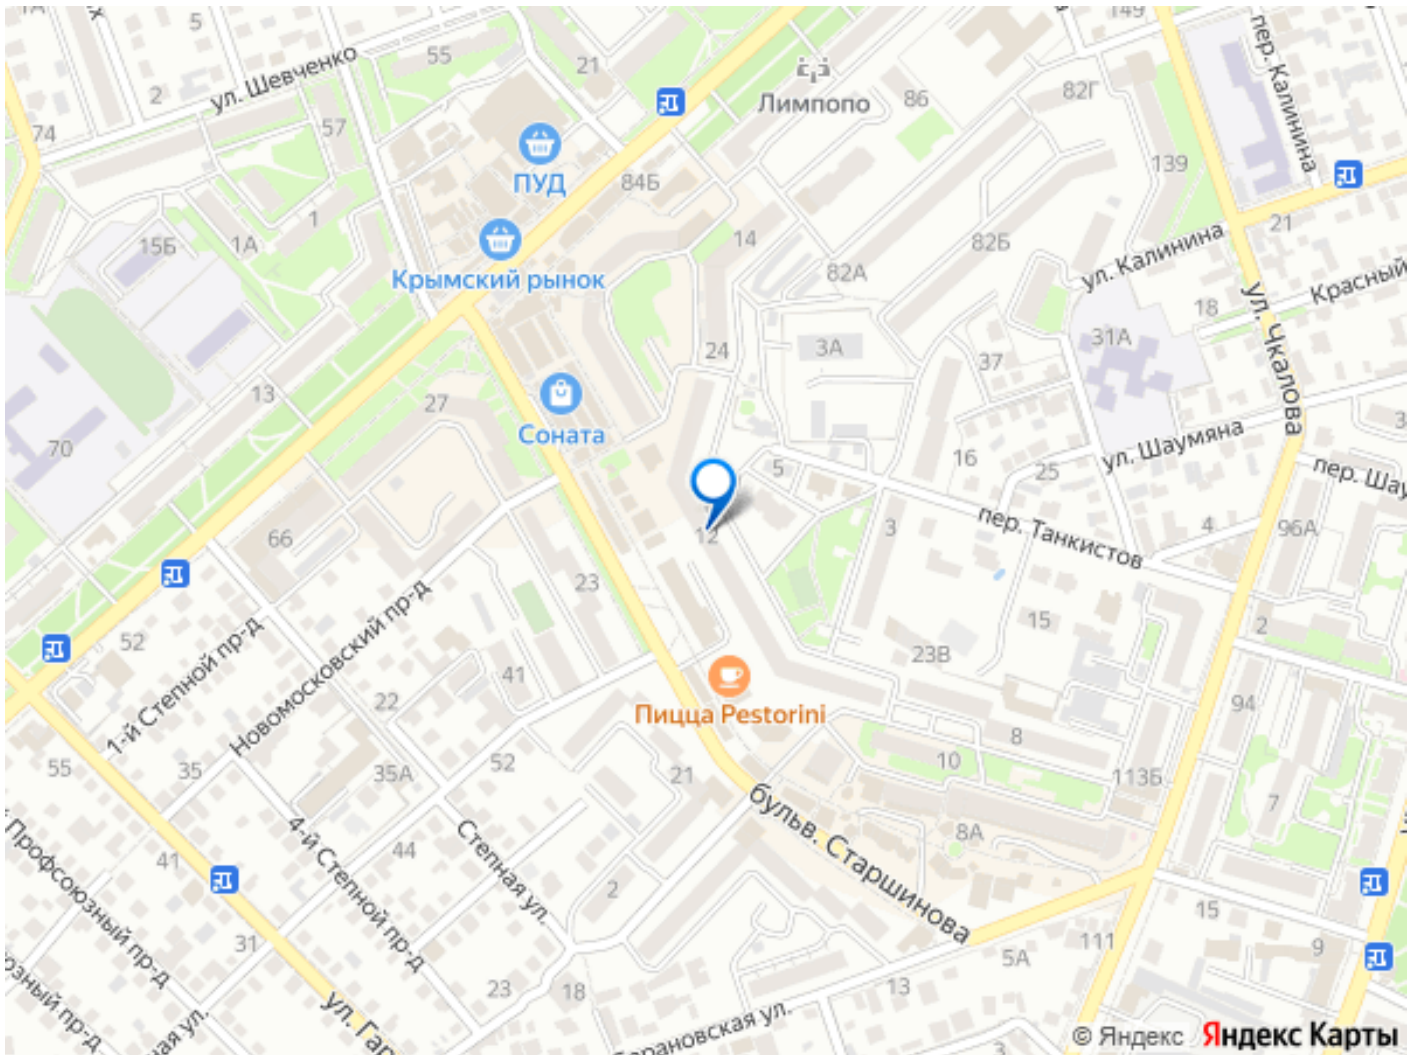 1А
5
55
ул. Шевченко
2
21
57
74
ПУД
Лимпопо
86
82Г
149
пер. Калинина
139
84Б
14
1
1А
15Б
Крымский рынок
82А
82Б
ул. Калинина
21
18
Красный
ул. Чкалова
31А
37
3А
24
13
27
70
Соната
5
16
25
ул. Шаумяна
пер. Шау
96А
4
пер. Танкистов
3
12
66
23
52
1-й Степной пр-д
Новомосковский пр-д
22
41
15
23В
2
94
Пицца Pestorini
8
10
113Б
7
55
35
35А
52
21
бульв. Старшинова
8А
Профсоюзный пр-д
41
4-й Степной пр-д
44
Степная ул.
2
31
15
9
111
5А
13
23
18
ул. Гар
© Яндекс Яндекс Карты